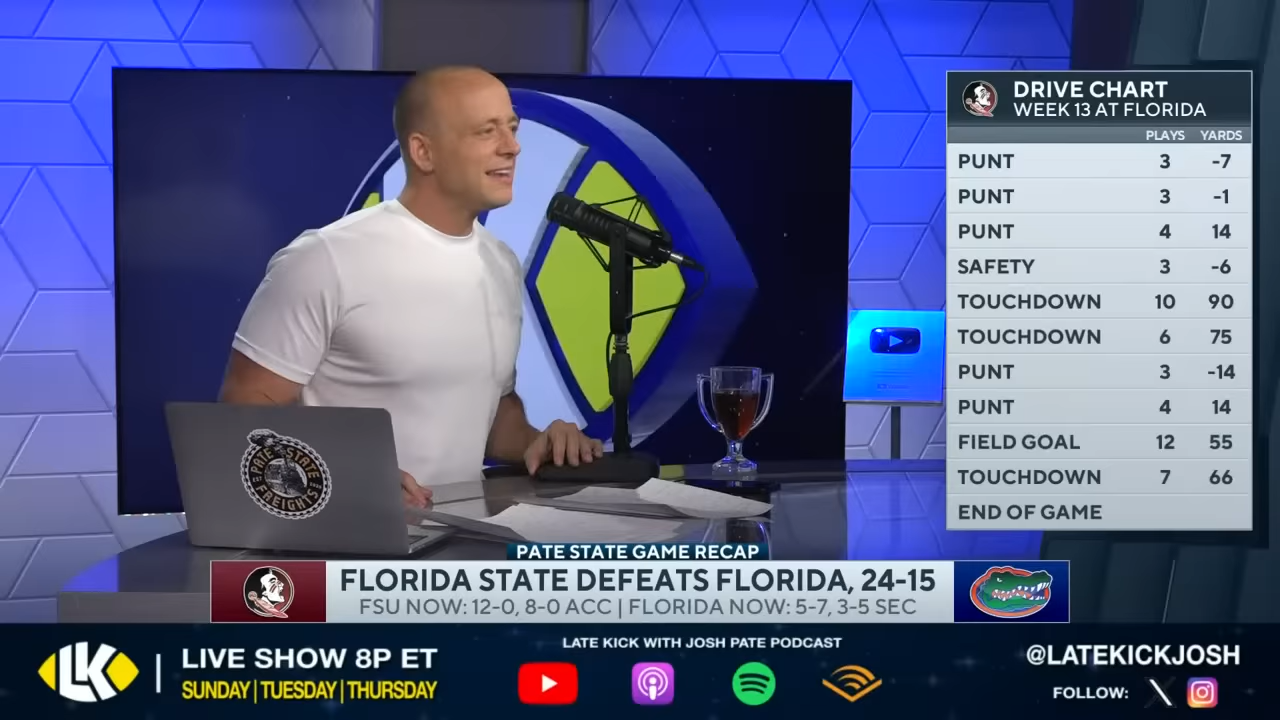 DRIVE CHART
WEEK 13 AT FLORIDA
PLAYS YARDS
PUNT 3 -7
PUNT 3 -1
PUNT 4 14
SAFETY 3 -6
TOUCHDOWN 10 90
TOUCHDOWN 6 75
PUNT 3 -14
PUNT 4 14
FIELD GOAL 12 55
TOUCHDOWN 7 66
END OF GAME
PATE STATE
FREIGHTS
PATE STATE GAME RECAP
FLORIDA STATE DEFEATS FLORIDA, 24-15
FSU NOW: 12-0, 8-0 ACC | FLORIDA NOW: 5-7, 3-5 SEC
LK
LIVE SHOW 8P ET
SUNDAY | TUESDAY | THURSDAY
LATE KICK WITH JOSH PATE PODCAST
@LATEKICKJOSH
FOLLOW: